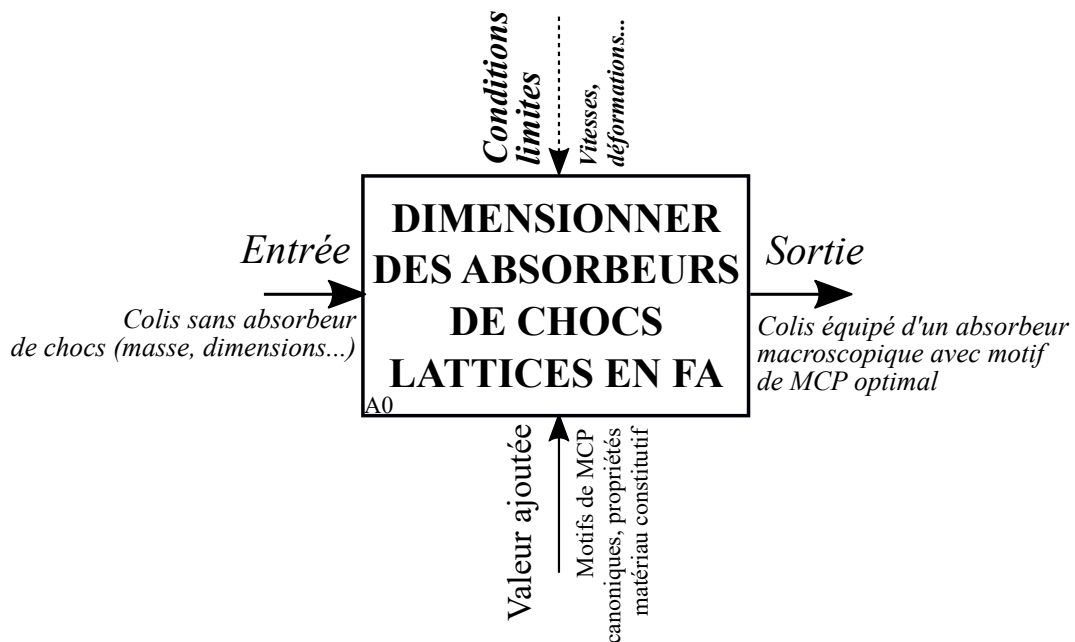 Conditions
limites
Vitesses,
déformations...
Entrée
Colis sans absorbeur
de chocs (masse, dimensions...)
DIMENSIONNER
DES ABSORBEURS
DE CHOCS
LATTICES EN FA
A0
Sortie
Colis équipé d'un absorbeur
macroscopique avec motif
de MCP optimal
Valeur ajoutée
Motifs de MCP
canoniques, propriétés
matériau constitutif